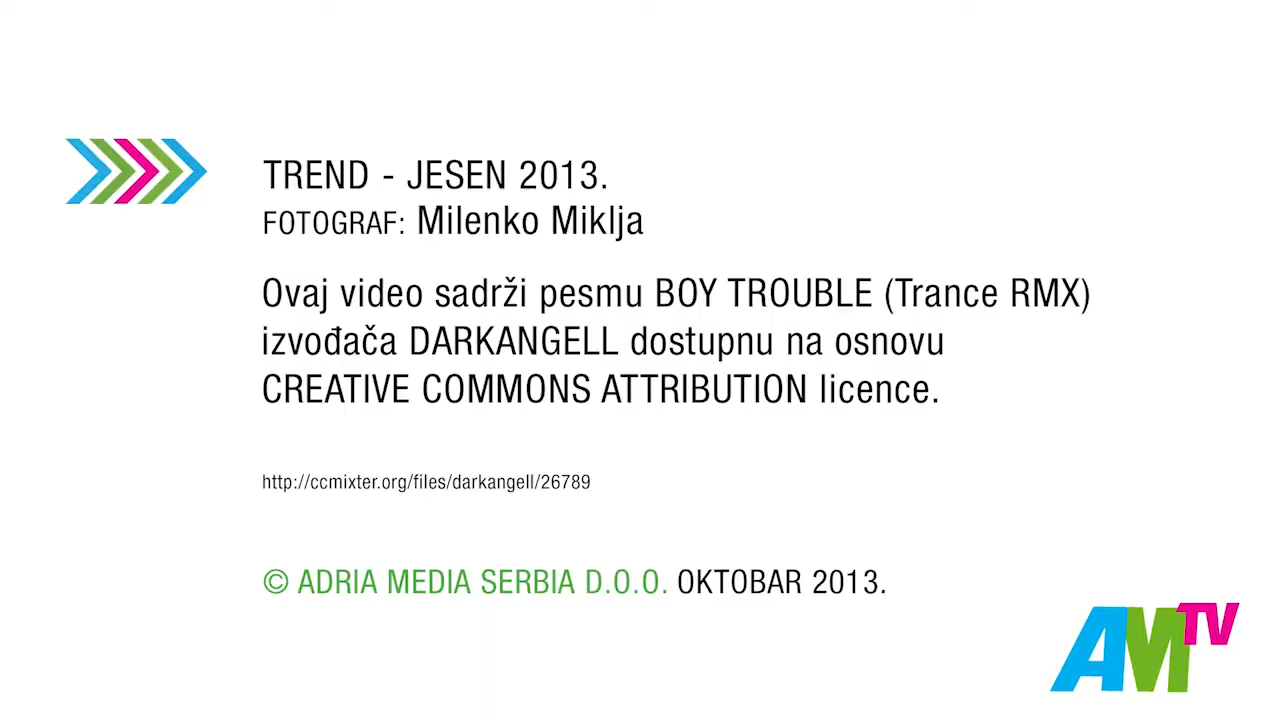 TREND - JESEN 2013.
FOTOGRAF: Milenko Miklja
Ovaj video sadrži pesmu BOY TROUBLE (Trance RMX)
izvođača DARKANGELL dostupnu na osnovu
CREATIVE COMMONS ATTRIBUTION licence.
http://ccmixter.org/files/darkangell/26789
© ADRIA MEDIA SERBIA D.O.O. OKTOBAR 2013.
AMTV